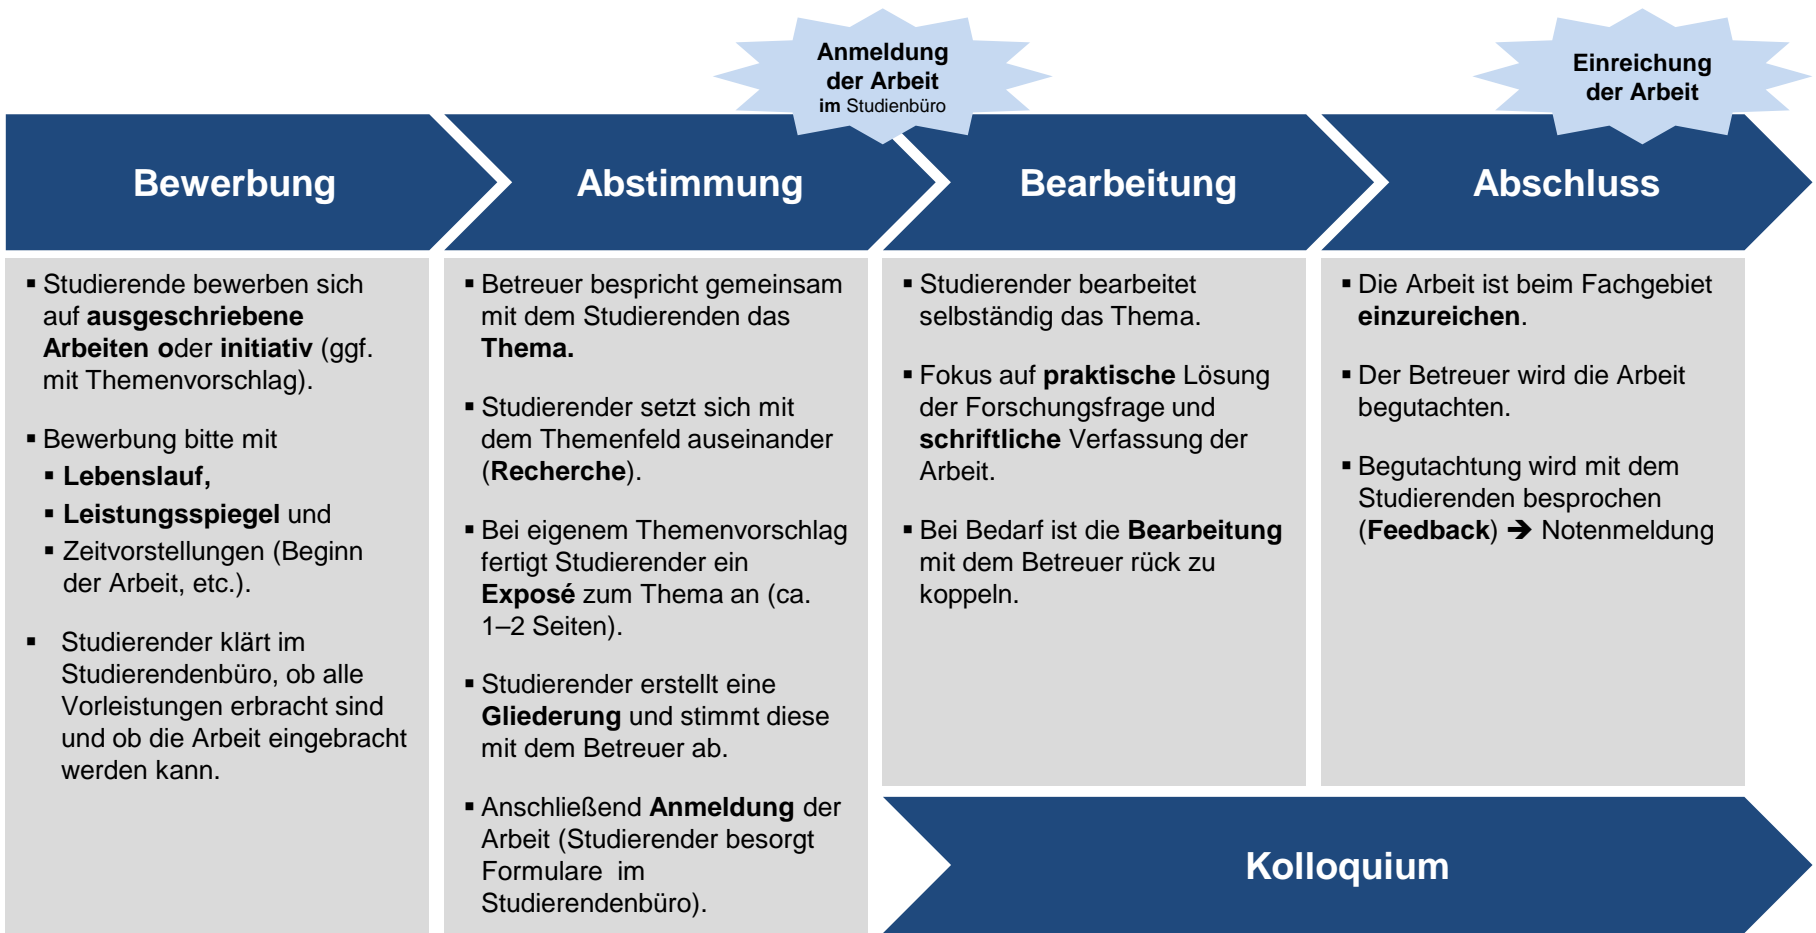 Anmeldung
der Arbeit
im Studienbüro
Einreichung
der Arbeit
Bewerbung
Abstimmung
Bearbeitung
Abschluss
▪ Studierende bewerben sich
auf ausgeschriebene
Arbeiten oder initiativ (ggf.
mit Themenvorschlag).
▪ Bewerbung bitte mit
▪ Lebenslauf,
▪ Leistungsspiegel und
▪ Zeitvorstellungen (Beginn
der Arbeit, etc.).
▪ Studierender klärt im
Studierendenbüro, ob alle
Vorleistungen erbracht sind
und ob die Arbeit eingebracht
werden kann.
▪ Betreuer bespricht gemeinsam
mit dem Studierenden das
Thema.
▪ Studierender setzt sich mit
dem Themenfeld auseinander
(Recherche).
▪ Bei eigenem Themenvorschlag
fertigt Studierender ein
Exposé zum Thema an (ca.
1–2 Seiten).
▪ Studierender erstellt eine
Gliederung und stimmt diese
mit dem Betreuer ab.
▪ Anschließend Anmeldung der
Arbeit (Studierender besorgt
Formulare im
Studierendenbüro).
▪ Studierender bearbeitet
selbständig das Thema.
▪ Fokus auf praktische Lösung
der Forschungsfrage und
schriftliche Verfassung der
Arbeit.
▪ Bei Bedarf ist die Bearbeitung
mit dem Betreuer rück zu
koppeln.
▪ Die Arbeit ist beim Fachgebiet
einzureichen.
▪ Der Betreuer wird die Arbeit
begutachten.
▪ Begutachtung wird mit dem
Studierenden besprochen
(Feedback) ➔ Notenmeldung
Kolloquium